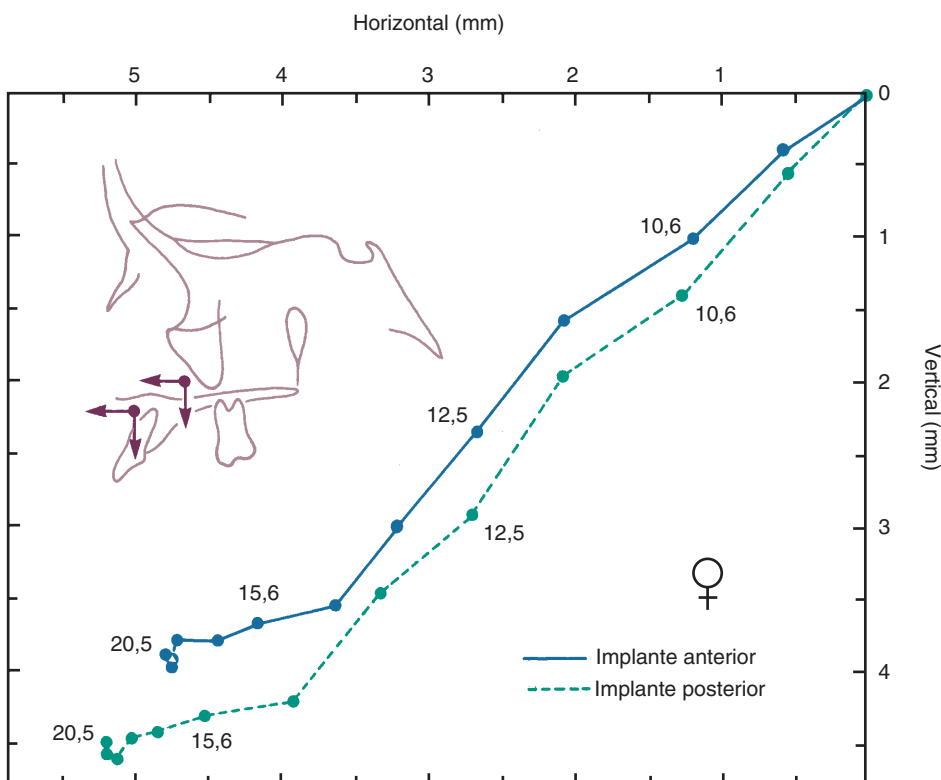 Horizontal (mm)
5 4 3 2 1
0
10,6
1
10,6
2
Vertical (mm)
12,5
12,5
3
15,6
20,5
Implante anterior
4
Implante posterior
20,5
15,6